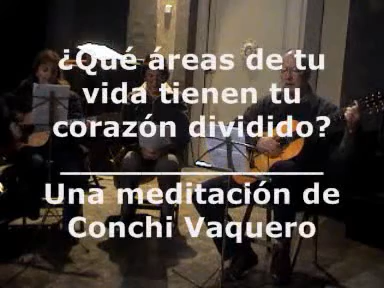 ¿Qué áreas de tu
vida tienen tu
corazón dividido?
Una meditación de
Conchi Vaquero